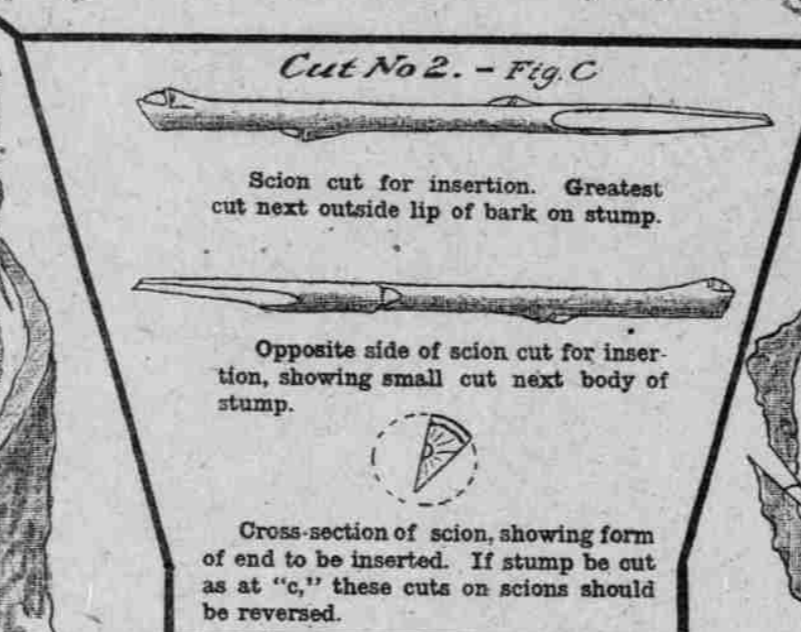 Cut No 2. - Fig. C
Scion cut for insertion. Greatest
cut next outside lip of bark on stump.
Opposite side of scion cut for inser-
tion, showing small cut next body of
stump.
Cross-section of scion, showing form
of end to be inserted. If stump be cut
as at "c," these cuts on scions should
be reversed.